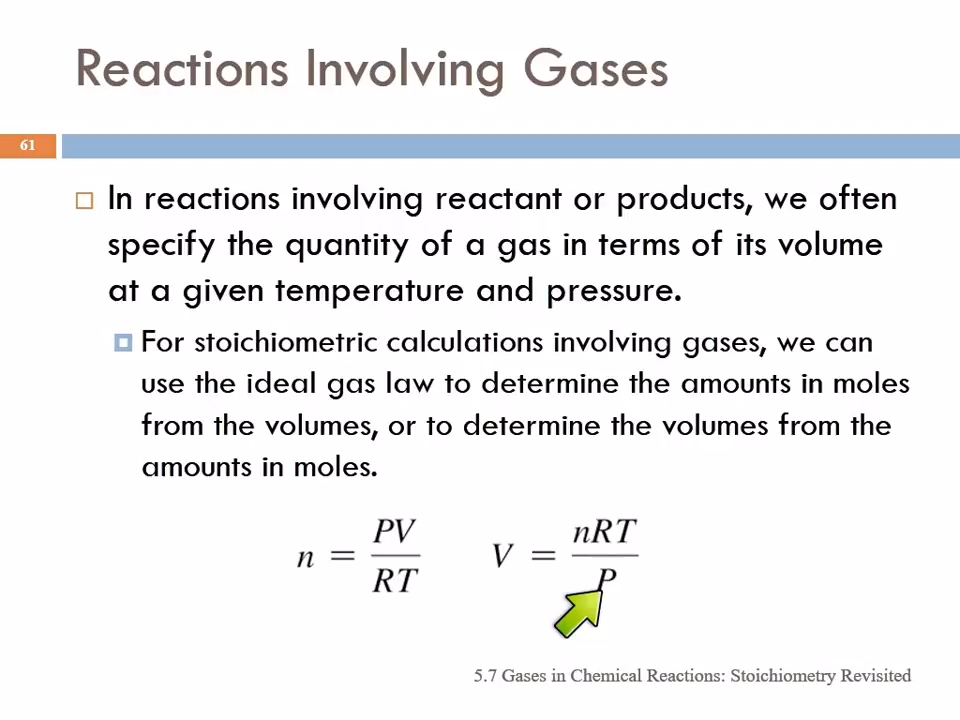 Reactions Involving Gases
61
In reactions involving reactant or products, we often
specify the quantity of a gas in terms of its volume
at a given temperature and pressure.
For stoichiometric calculations involving gases, we can
use the ideal gas law to determine the amounts in moles
from the volumes, or to determine the volumes from the
amounts in moles.
n = PV/RT V = nRT/P
5.7 Gases in Chemical Reactions: Stoichiometry Revisited